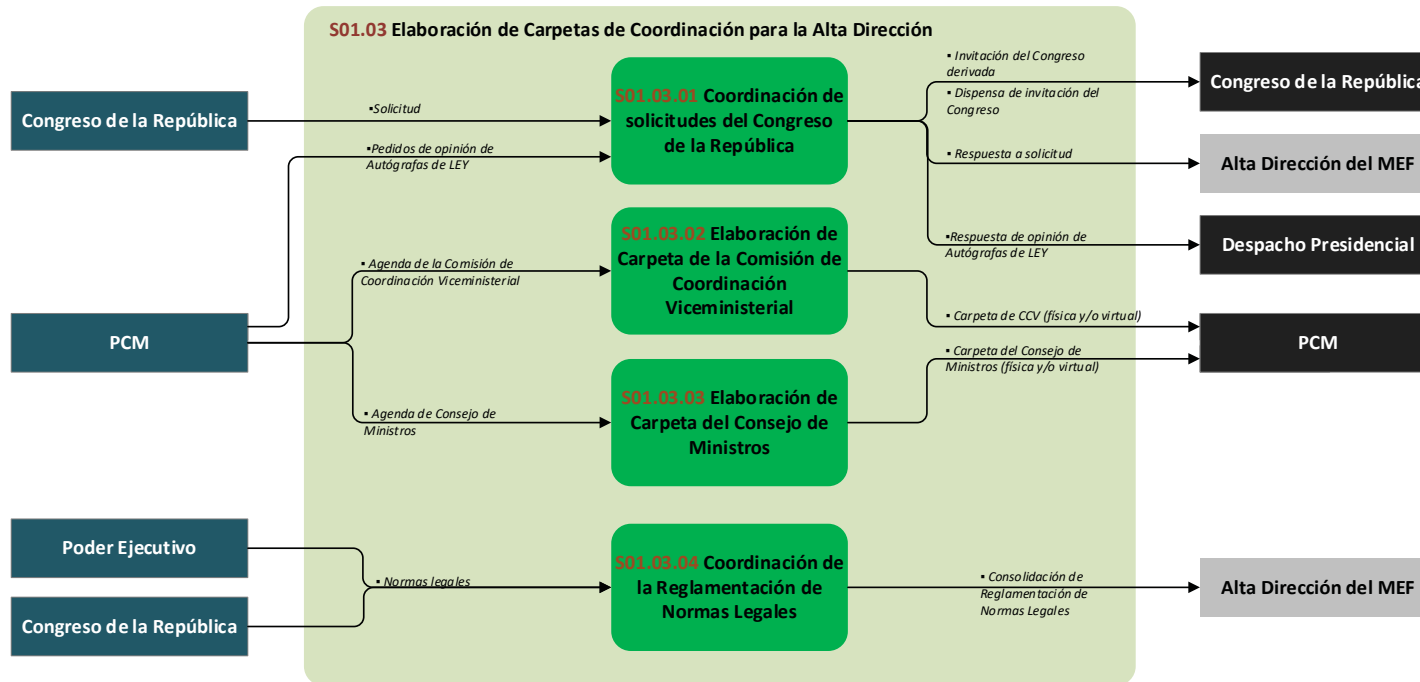 S01.03 Elaboración de Carpetas de Coordinación para la Alta Dirección
Congreso de la República
▪Solicitud
▪Pedidos de opinión de
Autógrafas de LEY
S01.03.01 Coordinación de
solicitudes del Congreso
de la República
▪ Invitación del Congreso
derivada
▪ Dispensa de invitación del
Congreso
Congreso de la República
▪ Respuesta a solicitud
Alta Dirección del MEF
▪Respuesta de opinión de
Autógrafas de LEY
Despacho Presidencial
PCM
▪ Agenda de la Comisión de
Coordinación Viceministerial
S01.03.02 Elaboración de
Carpeta de la Comisión de
Coordinación
Viceministerial
▪ Carpeta de CCV (física y/o virtual)
▪ Carpeta del Consejo de
Ministros (física y/o virtual)
PCM
▪ Agenda de Consejo de
Ministros
S01.03.03 Elaboración de
Carpeta del Consejo de
Ministros
Poder Ejecutivo
Congreso de la República
▪ Normas legales
S01.03.04 Coordinación de
la Reglamentación de
Normas Legales
▪ Consolidación de
Reglamentación de
Normas Legales
Alta Dirección del MEF